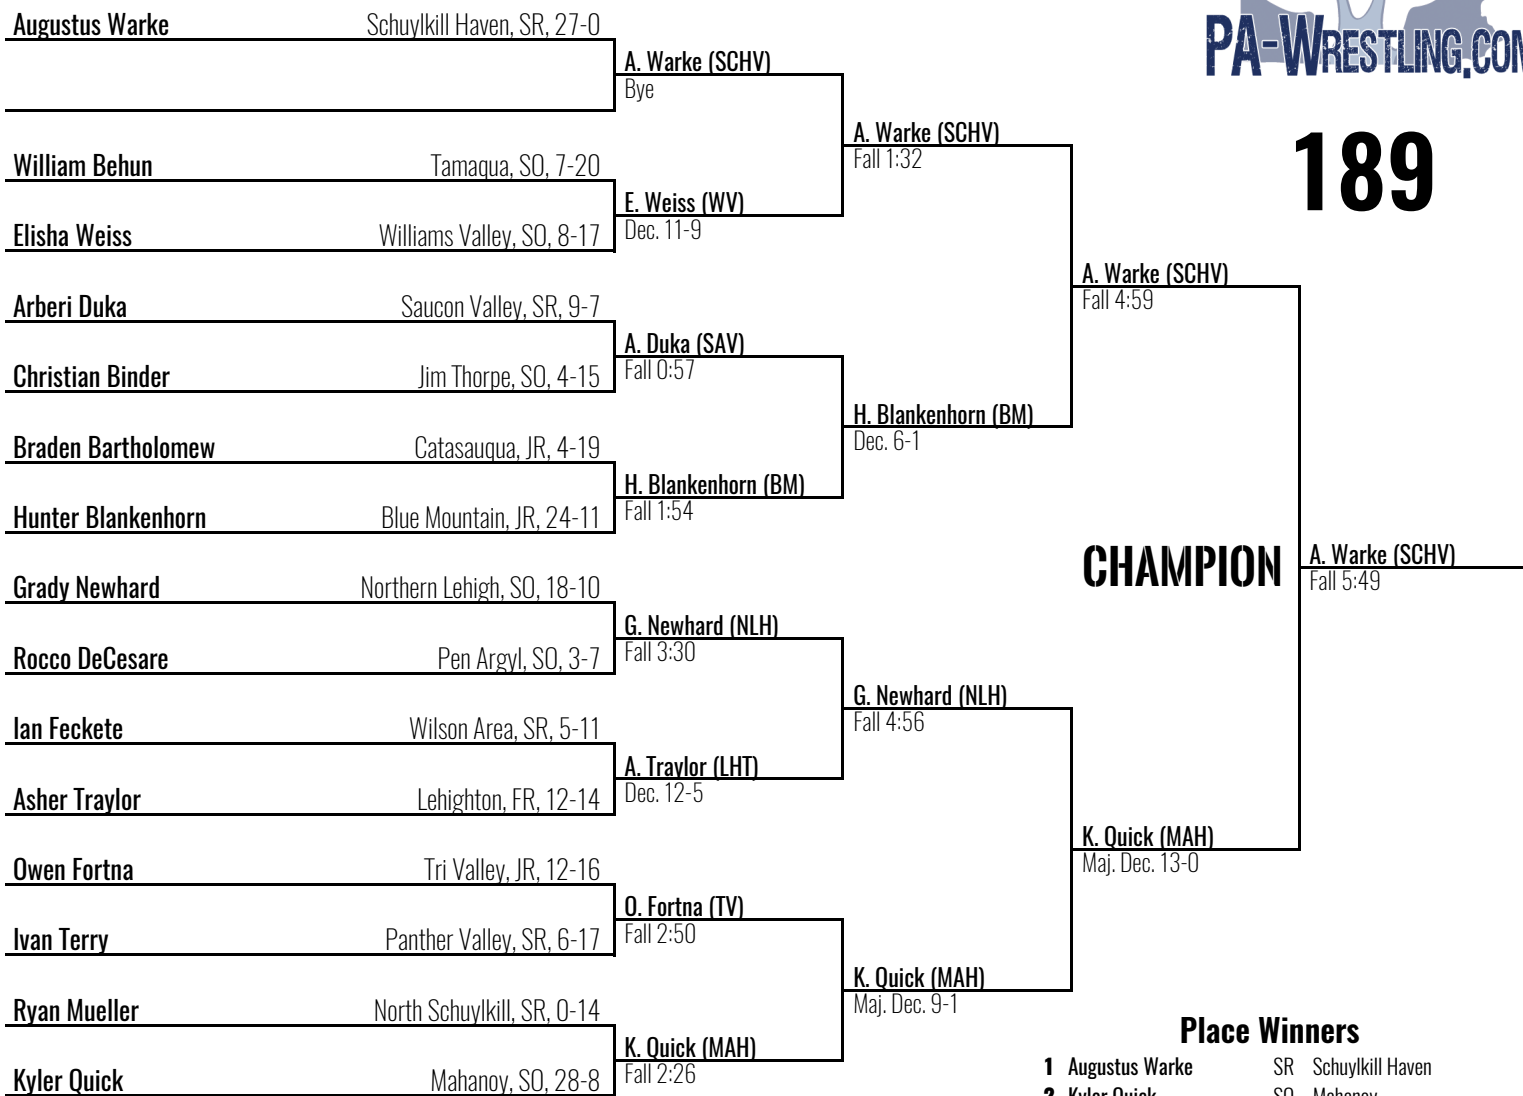 PA-WRESTLING.COM
189
Augustus Warke Schuylkill Haven, SR, 27-0
A. Warke (SCHV)
Bye
A. Warke (SCHV)
Fall 1:32
William Behun Tamaqua, SO, 7-20
E. Weiss (WV)
Dec. 11-9
Elisha Weiss Williams Valley, SO, 8-17
A. Warke (SCHV)
Fall 4:59
Arberi Duka Saucon Valley, SR, 9-7
A. Duka (SAV)
Fall 0:57
Christian Binder Jim Thorpe, SO, 4-15
H. Blankenhorn (BM)
Dec. 6-1
Braden Bartholomew Catasauqua, JR, 4-19
H. Blankenhorn (BM)
Fall 1:54
Hunter Blankenhorn Blue Mountain, JR, 24-11
CHAMPION
A. Warke (SCHV)
Fall 5:49
Grady Newhard Northern Lehigh, SO, 18-10
G. Newhard (NLH)
Fall 3:30
Rocco DeCesare Pen Argyl, SO, 3-7
G. Newhard (NLH)
Fall 4:56
Ian Feckete Wilson Area, SR, 5-11
A. Traylor (LHT)
Dec. 12-5
Asher Traylor Lehighton, FR, 12-14
K. Quick (MAH)
Maj. Dec. 13-0
Owen Fortna Tri Valley, JR, 12-16
O. Fortna (TV)
Fall 2:50
Ivan Terry Panther Valley, SR, 6-17
K. Quick (MAH)
Maj. Dec. 9-1
Ryan Mueller North Schuylkill, SR, 0-14
K. Quick (MAH)
Fall 2:26
Kyler Quick Mahanoy, SO, 28-8
Place Winners
1 Augustus Warke SR Schuylkill Haven
2 Kyler Quick SO Mahanoy